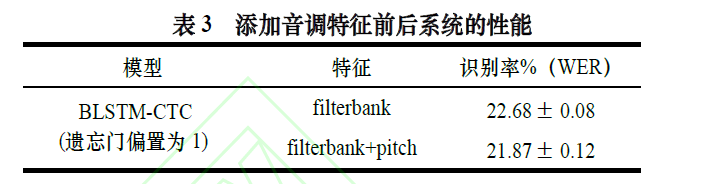 表 3 添加音调特征前后系统的性能
模型 特征 识别率%（WER）
BLSTM-CTC
(遗忘门偏置为 1)
filterbank 22.68 ± 0.08
filterbank+pitch 21.87 ± 0.12